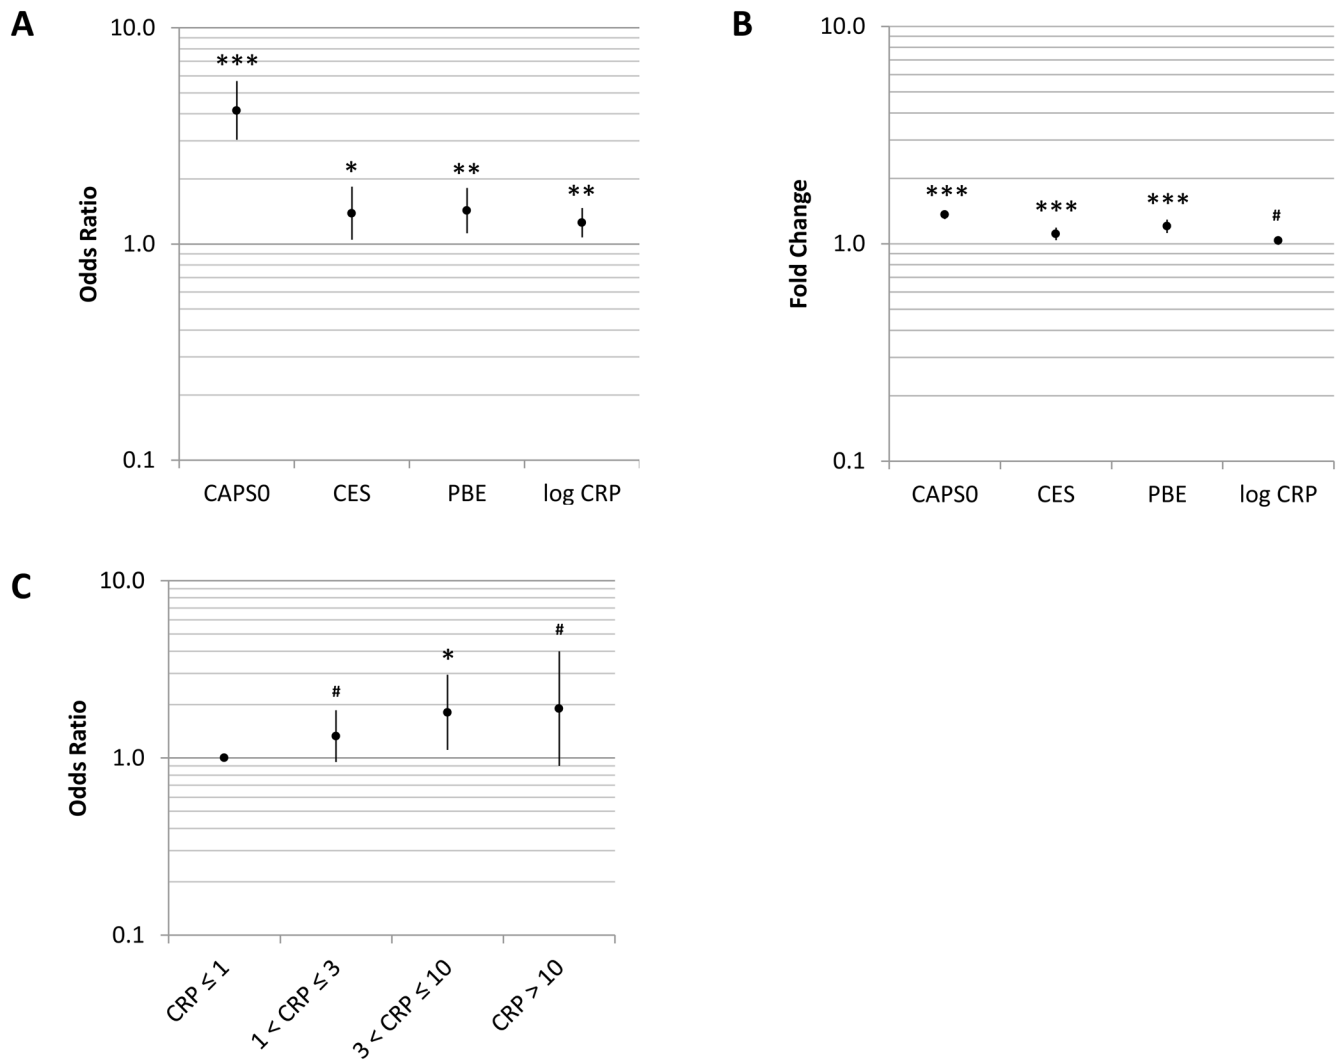 A
10.0
1.0
0.1
Odds Ratio
***
*
**
**
CAPS0
CES
PBE
log CRP
B
10.0
1.0
0.1
Fold Change
***
***
***
#
CAPS0
CES
PBE
log CRP
C
10.0
1.0
0.1
Odds Ratio
#
*
#
CRP ≤ 1
1 < CRP ≤ 3
3 < CRP ≤ 10
CRP > 10